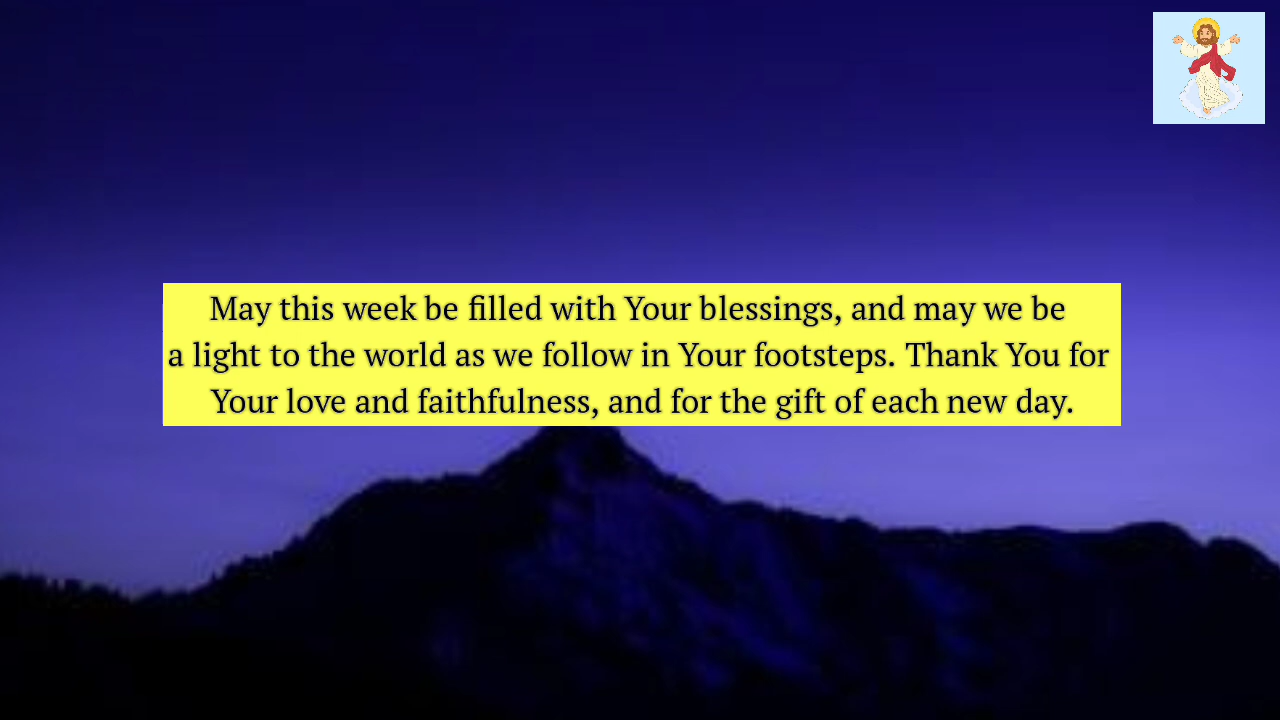 May this week be filled with Your blessings, and may we be
a light to the world as we follow in Your footsteps. Thank You for
Your love and faithfulness, and for the gift of each new day.